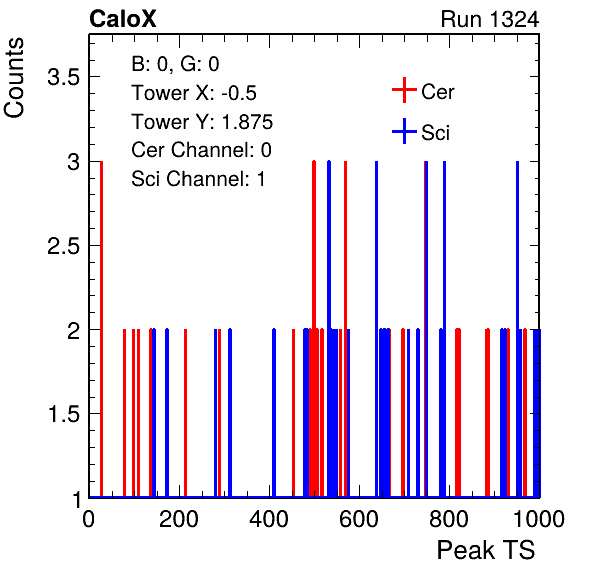 CaloX Run 1324
Counts
B: 0, G: 0
Tower X: -0.5
Tower Y: 1.875
Cer Channel: 0
Sci Channel: 1
Cer
Sci
3.5
3
2.5
2
1.5
1
0 200 400 600 800 1000
Peak TS